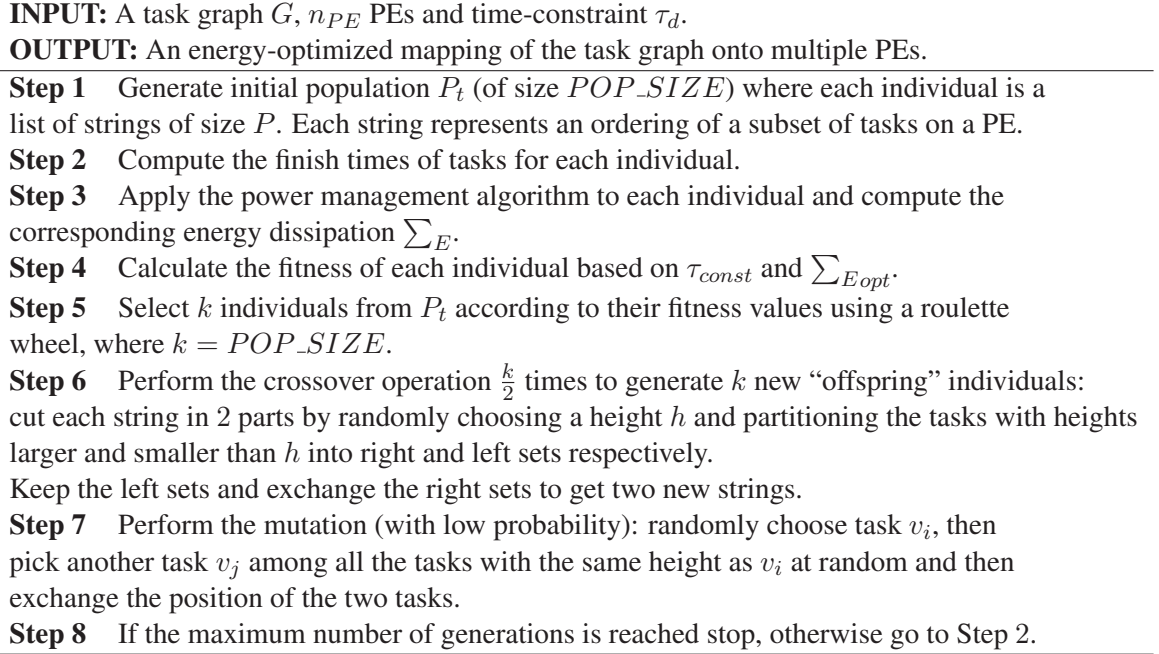 INPUT: A task graph G, n_{PE} PEs and time-constraint τ_d.
OUTPUT: An energy-optimized mapping of the task graph onto multiple PEs.
Step 1 Generate initial population P_t (of size POP_SIZE) where each individual is a
list of strings of size P. Each string represents an ordering of a subset of tasks on a PE.
Step 2 Compute the finish times of tasks for each individual.
Step 3 Apply the power management algorithm to each individual and compute the
corresponding energy dissipation ∑_E.
Step 4 Calculate the fitness of each individual based on τ_{const} and ∑_{Eopt}.
Step 5 Select k individuals from P_t according to their fitness values using a roulette
wheel, where k = POP_SIZE.
Step 6 Perform the crossover operation \frac{k}{2} times to generate k new “offspring” individuals:
cut each string in 2 parts by randomly choosing a height h and partitioning the tasks with heights
larger and smaller than h into right and left sets respectively.
Keep the left sets and exchange the right sets to get two new strings.
Step 7 Perform the mutation (with low probability): randomly choose task v_i, then
pick another task v_j among all the tasks with the same height as v_i at random and then
exchange the position of the two tasks.
Step 8 If the maximum number of generations is reached stop, otherwise go to Step 2.